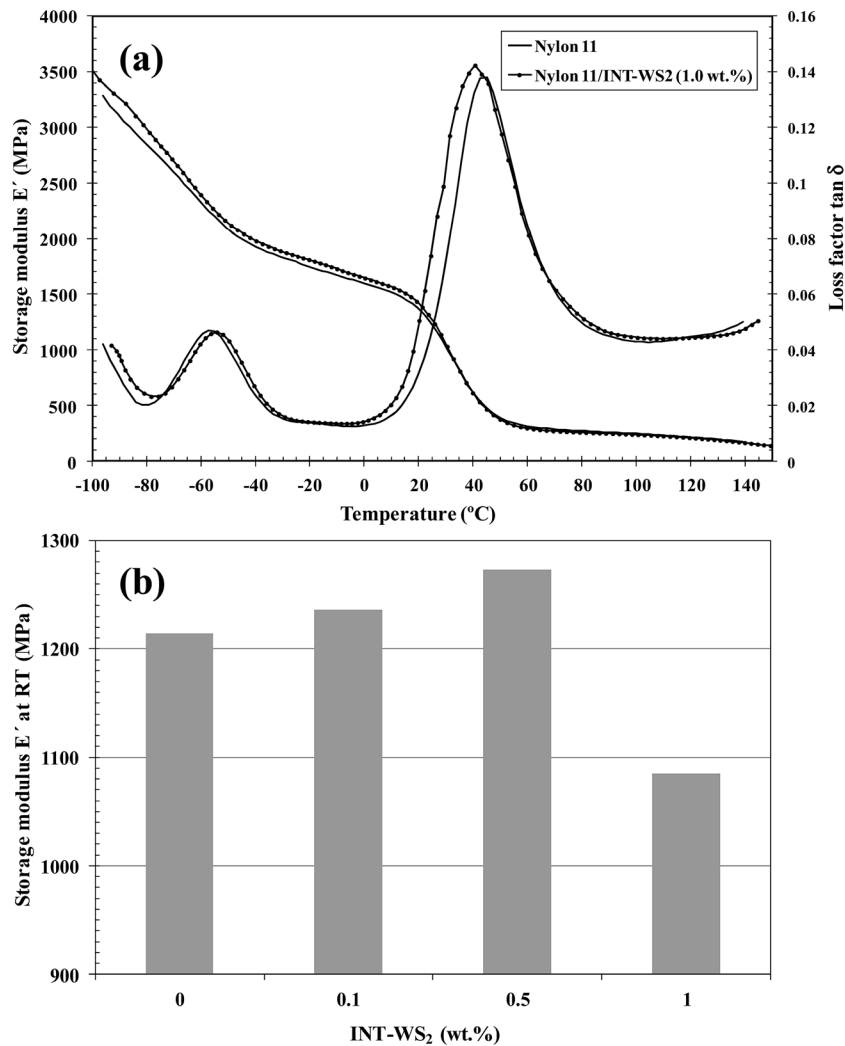 (a)
Nylon 11
Nylon 11/INT-WS2 (1.0 wt.%)
Storage modulus E´ (MPa)
4000
3500
3000
2500
2000
1500
1000
500
0
0.16
0.14
0.12
0.1
0.08
0.06
0.04
0.02
0
Loss factor tan δ
-100 -80 -60 -40 -20 0 20 40 60 80 100 120 140
Temperature (ºC)
(b)
Storage modulus E´ at RT (MPa)
1300
1200
1100
1000
900
0 0.1 0.5 1
INT-WS₂ (wt.%)